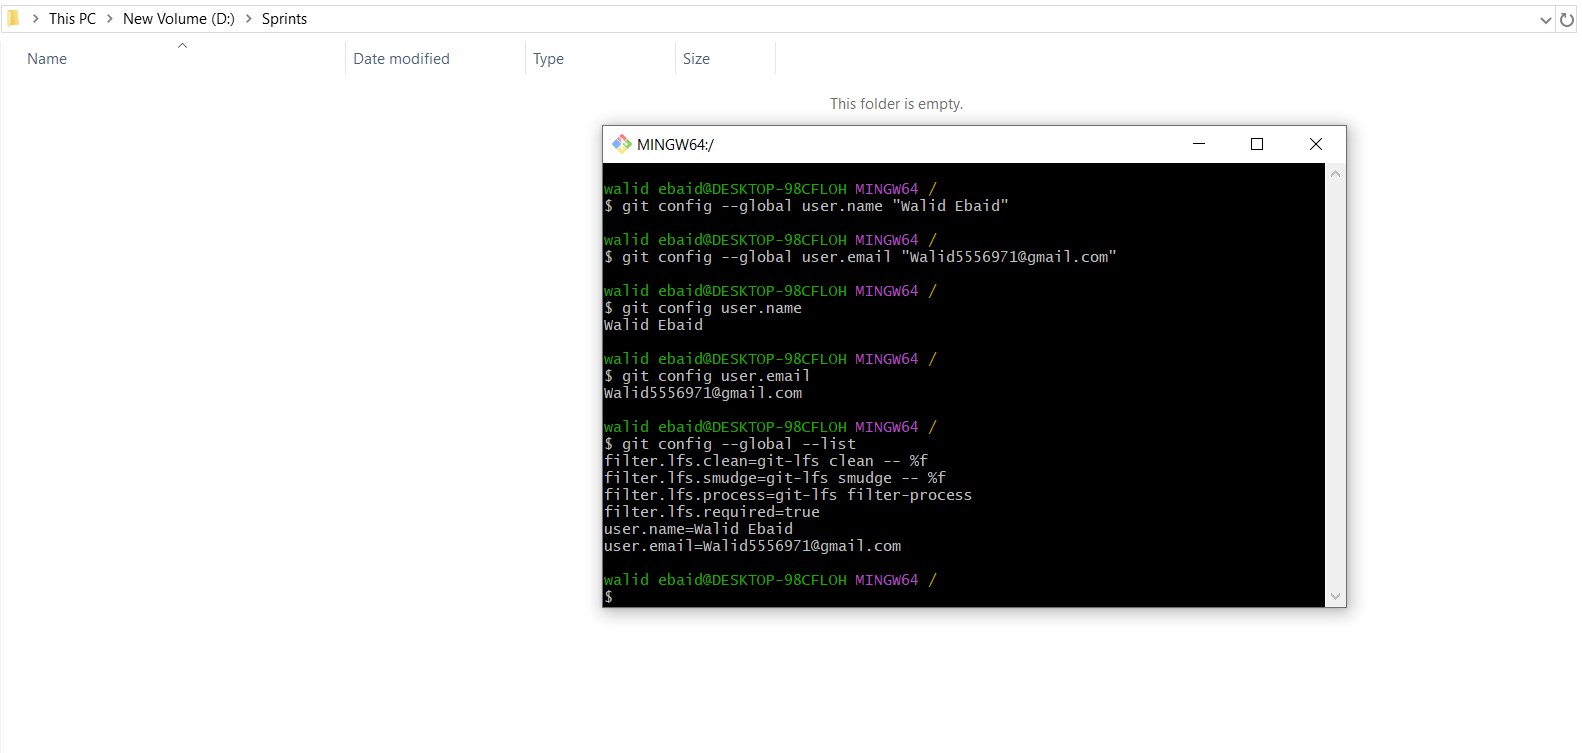 This PC > New Volume (D:) > Sprints
Name Date modified Type Size
This folder is empty.
MINGW64:/
walid ebaid@DESKTOP-98CFLOH MINGW64 /
$ git config --global user.name "Walid Ebaid"
walid ebaid@DESKTOP-98CFLOH MINGW64 /
$ git config --global user.email "Walid5556971@gmail.com"
walid ebaid@DESKTOP-98CFLOH MINGW64 /
$ git config user.name
Walid Ebaid
walid ebaid@DESKTOP-98CFLOH MINGW64 /
$ git config user.email
Walid5556971@gmail.com
walid ebaid@DESKTOP-98CFLOH MINGW64 /
$ git config --global --list
filter.lfs.clean=git-lfs clean -- %f
filter.lfs.smudge=git-lfs smudge -- %f
filter.lfs.process=git-lfs filter-process
filter.lfs.required=true
user.name=Walid Ebaid
user.email=Walid5556971@gmail.com
walid ebaid@DESKTOP-98CFLOH MINGW64 /
$